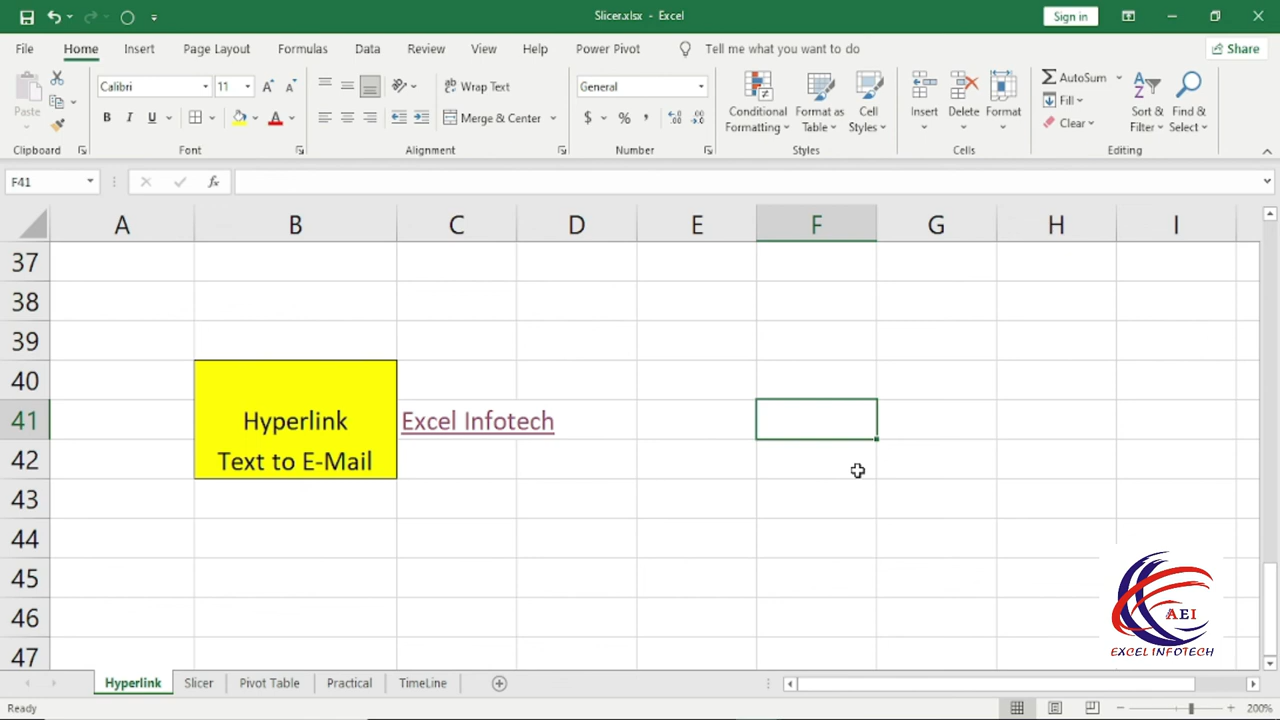 Slicer.xlsx - Excel
Sign in
File Home Insert Page Layout Formulas Data Review View Help Power Pivot Tell me what you want to do Share
Paste
Clipboard
Calibri 11
B I U
Font
Wrap Text
Merge & Center
Alignment
General
$ % ,
Number
Conditional Formatting
Format as Table
Cell Styles
Styles
Insert
Delete
Format
Cells
AutoSum
Fill
Clear
Sort & Filter
Find & Select
Editing
F41
fx
A B C D E F G H I
37
38
39
40
41 Hyperlink Excel Infotech
42 Text to E-Mail
43
44
45
46
47
AEI
EXCEL INFOTECH
Hyperlink Slicer Pivot Table Practical TimeLine
Ready
200%